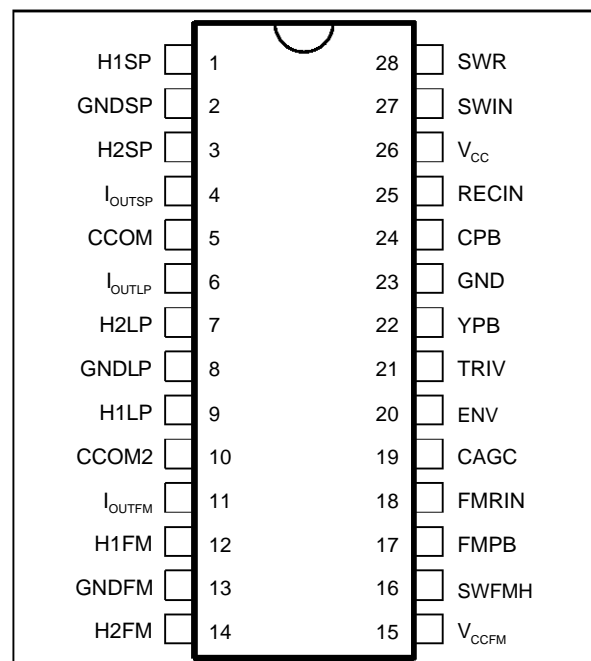 H1SP 1 28 SWR
GNDSP 2 27 SWIN
H2SP 3 26 VCC
IOUTSP 4 25 RECIN
CCOM 5 24 CPB
IOUTLP 6 23 GND
H2LP 7 22 YPB
GNDLP 8 21 TRIV
H1LP 9 20 ENV
CCOM2 10 19 CAGC
IOUTFM 11 18 FMRIN
H1FM 12 17 FMPB
GNDFM 13 16 SWFMH
H2FM 14 15 VCCFM